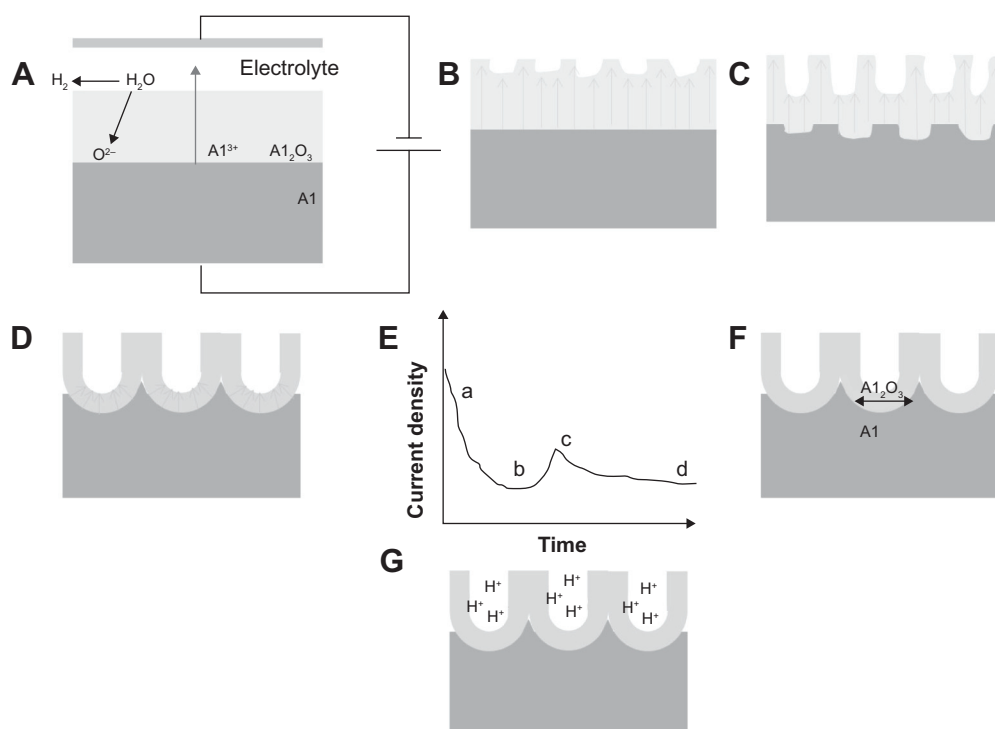 A
Electrolyte
H₂
H₂O
O²⁻
A1³⁺
A1₂O₃
A1
B
C
D
E
Current density
a
b
c
d
Time
F
A1₂O₃
A1
G
H⁺ H⁺ H⁺
H⁺ H⁺ H⁺
H⁺ H⁺ H⁺